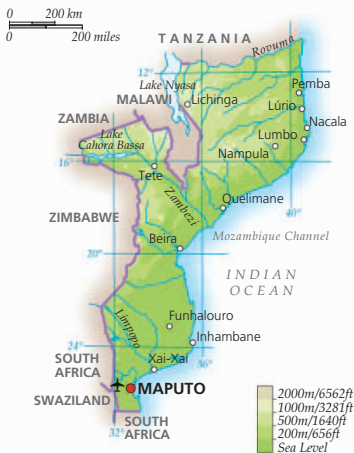 0 200 km
0 200 miles
TANZANIA
Rovuma
12°
Lake Nyasa
Pemba
MALAWI
Lichinga
Lúrio
ZAMBIA
Nacala
Lake
Cahora Bassa
Lumbo
Nampula
16°
Tete
Zambezi
Quelimane
40°
ZIMBABWE
Beira
Mozambique Channel
20°
INDIAN
OCEAN
Limpopo
Funhalouro
Inhambane
24°
36°
SOUTH
AFRICA
Xai-Xai
MAPUTO
SWAZILAND
32°
SOUTH
AFRICA
2000m/6562ft
1000m/3281ft
500m/1640ft
200m/656ft
Sea Level